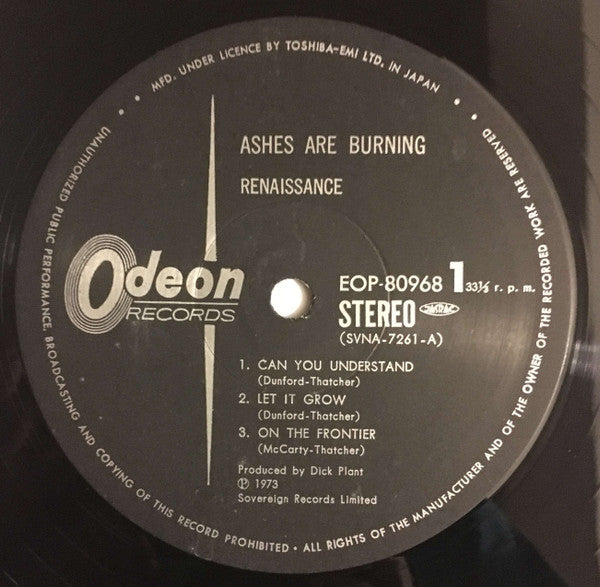 MFD. UNDER LICENCE BY TOSHIBA-EMI LTD. IN JAPAN
ASHES ARE BURNING
RENAISSANCE
Odeon
RECORDS
EOP-80968 1 33⅓ r. p. m.
STEREO
(SVNA-7261-A)
1. CAN YOU UNDERSTAND
(Dunford-Thatcher)
2. LET IT GROW
(Dunford-Thatcher)
3. ON THE FRONTIER
(McCarty-Thatcher)
Produced by Dick Plant
℗ 1973
Sovereign Records Limited
UNAUTHORIZED PUBLIC PERFORMANCE, BROADCASTING AND COPYING OF THIS RECORD PROHIBITED • ALL RIGHTS OF THE MANUFACTURER AND OF THE OWNER OF THE RECORDED WORK ARE RESERVED